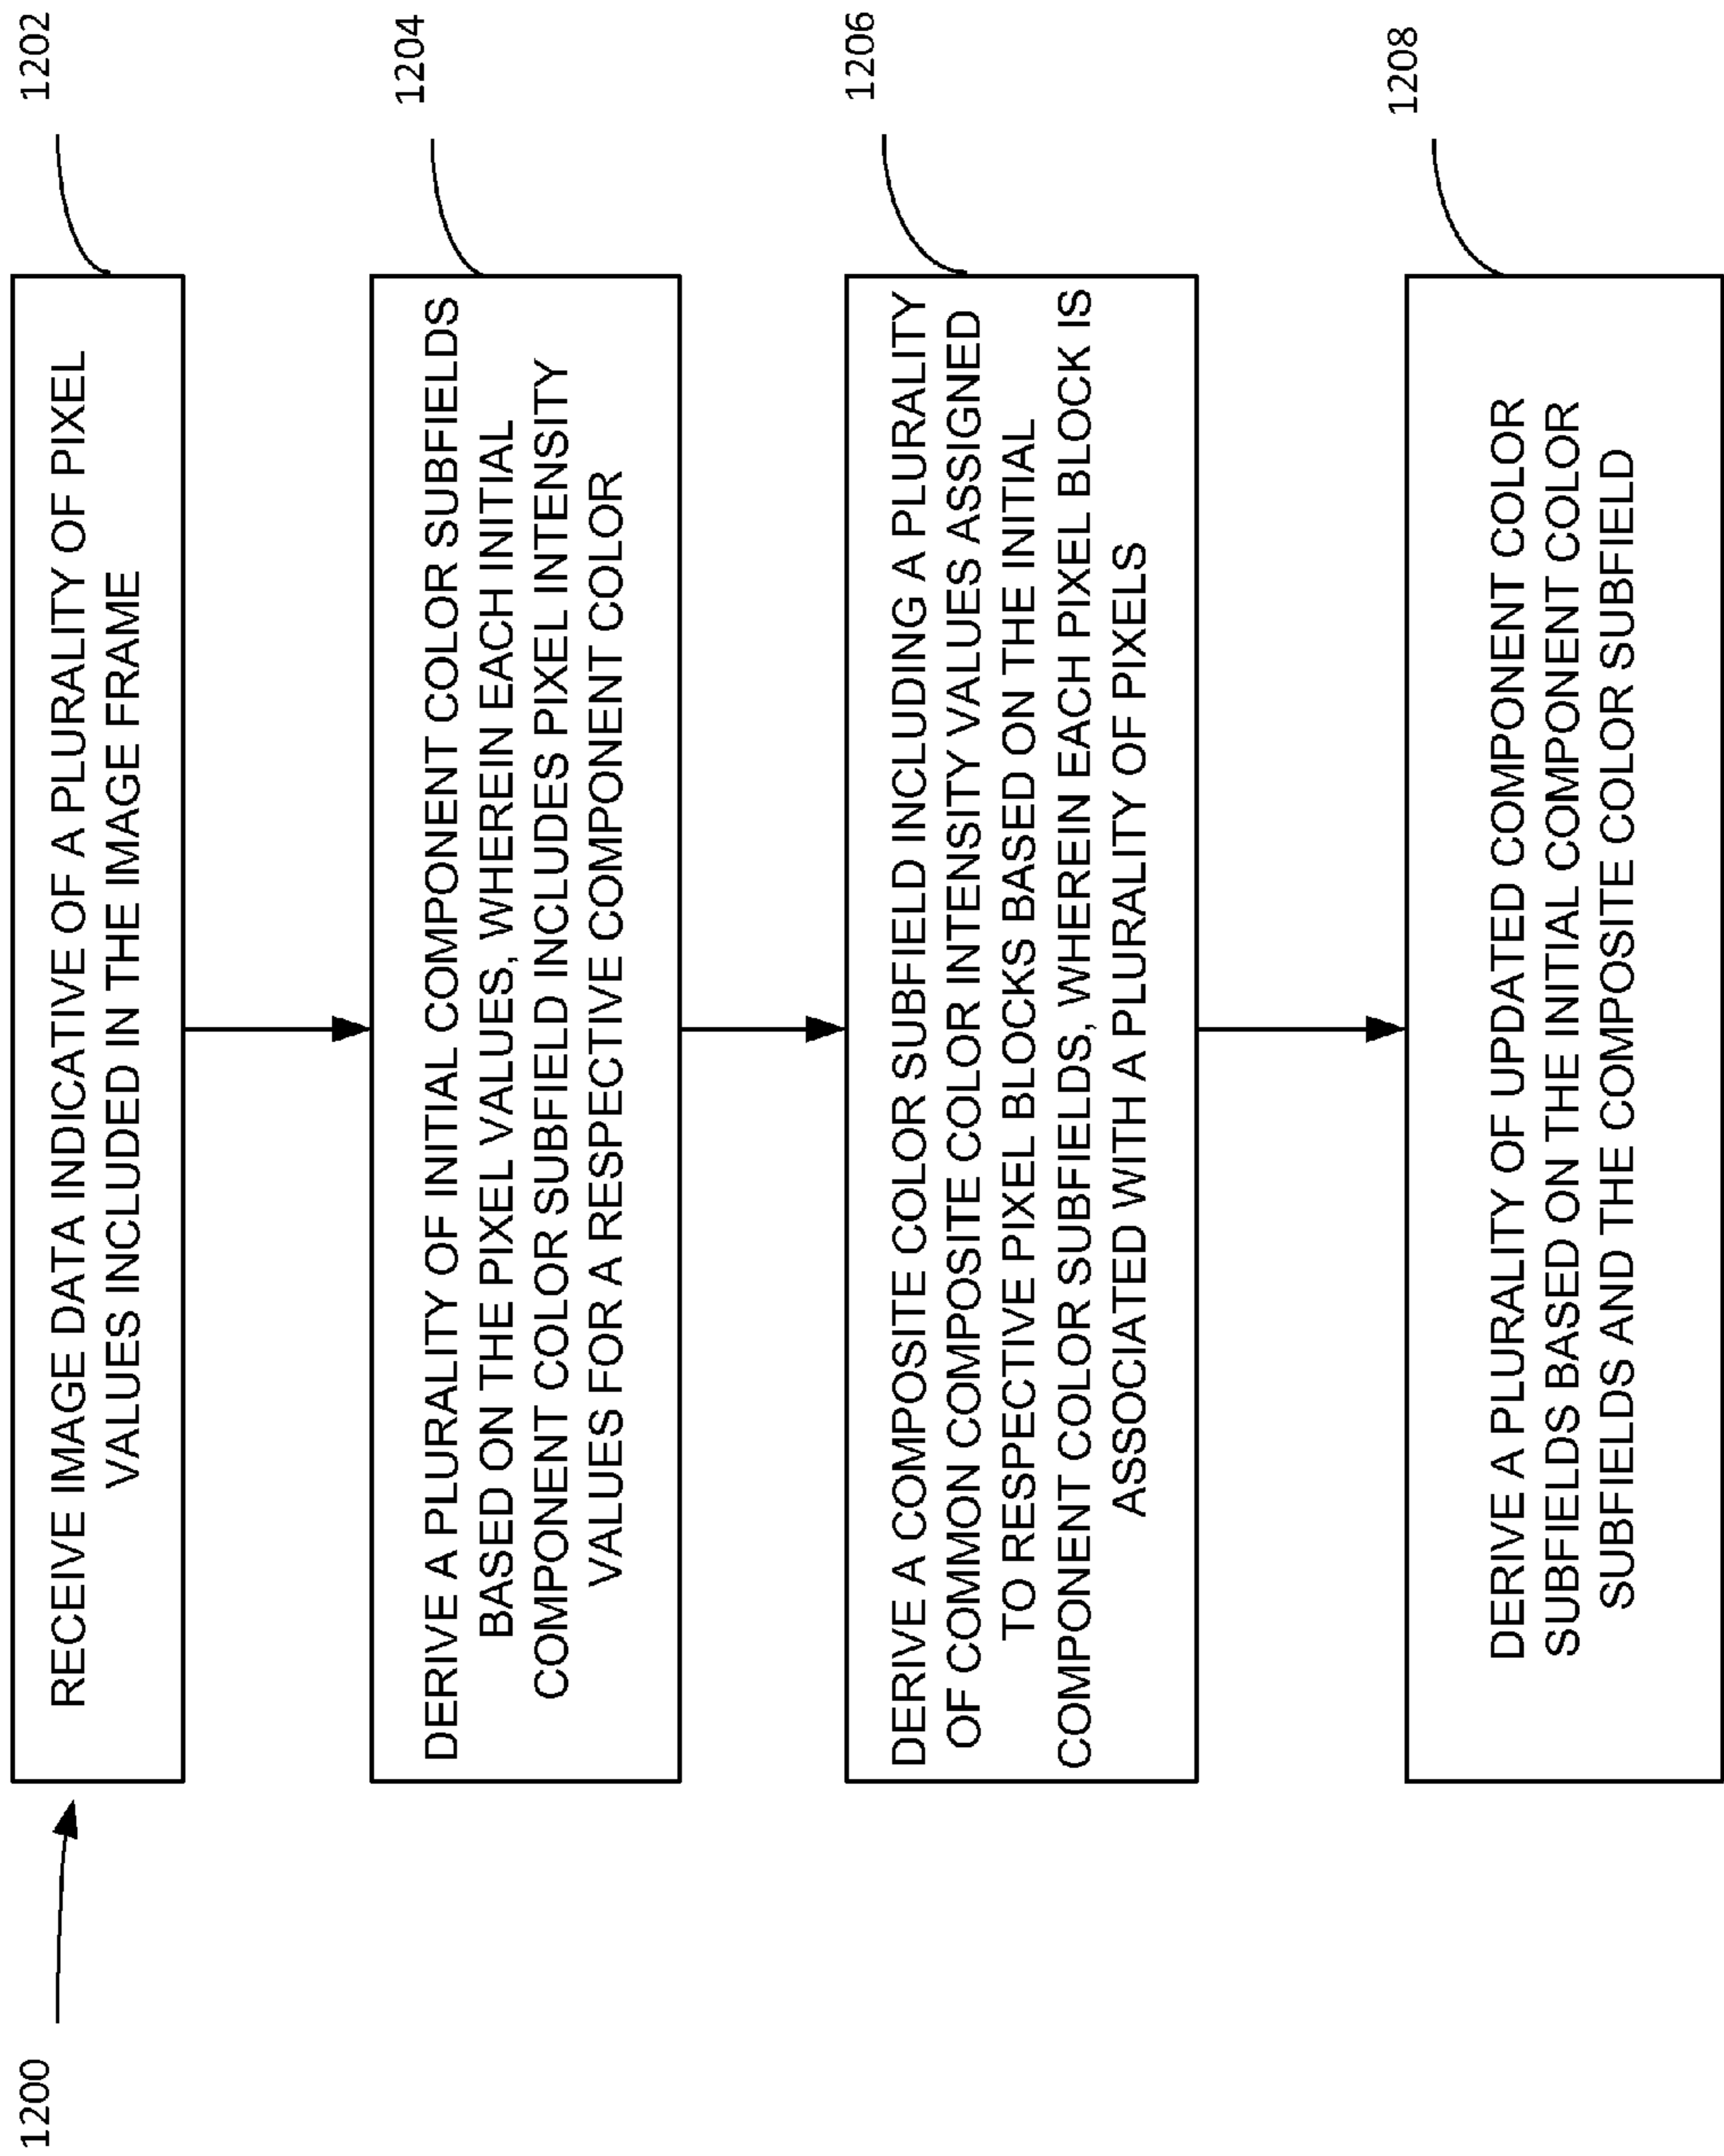 1200
1202
RECEIVE IMAGE DATA INDICATIVE OF A PLURALITY OF PIXEL
VALUES INCLUDED IN THE IMAGE FRAME
1204
DERIVE A PLURALITY OF INITIAL COMPONENT COLOR SUBFIELDS
BASED ON THE PIXEL VALUES, WHEREIN EACH INITIAL
COMPONENT COLOR SUBFIELD INCLUDES PIXEL INTENSITY
VALUES FOR A RESPECTIVE COMPONENT COLOR
1206
DERIVE A COMPOSITE COLOR SUBFIELD INCLUDING A PLURALITY
OF COMMON COMPOSITE COLOR INTENSITY VALUES ASSIGNED
TO RESPECTIVE PIXEL BLOCKS BASED ON THE INITIAL
COMPONENT COLOR SUBFIELDS, WHEREIN EACH PIXEL BLOCK IS
ASSOCIATED WITH A PLURALITY OF PIXELS
1208
DERIVE A PLURALITY OF UPDATED COMPONENT COLOR
SUBFIELDS BASED ON THE INITIAL COMPONENT COLOR
SUBFIELDS AND THE COMPOSITE COLOR SUBFIELD